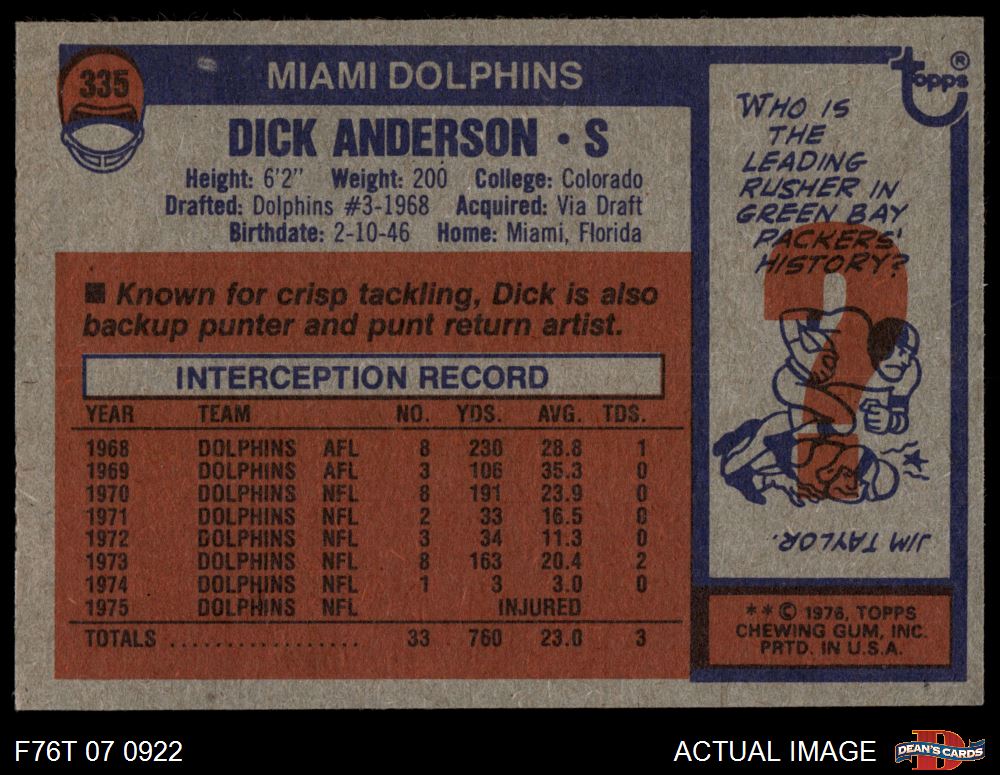 335
MIAMI DOLPHINS
DICK ANDERSON • S
Height: 6'2" Weight: 200 College: Colorado
Drafted: Dolphins #3-1968 Acquired: Via Draft
Birthdate: 2-10-46 Home: Miami, Florida
■ Known for crisp tackling, Dick is also
backup punter and punt return artist.
INTERCEPTION RECORD
YEAR TEAM NO. YDS. AVG. TDS.
1968 DOLPHINS AFL 8 230 28.8 1
1969 DOLPHINS AFL 3 106 35.3 0
1970 DOLPHINS NFL 8 191 23.9 0
1971 DOLPHINS NFL 2 33 16.5 0
1972 DOLPHINS NFL 3 34 11.3 0
1973 DOLPHINS NFL 8 163 20.4 2
1974 DOLPHINS NFL 1 3 3.0 0
1975 DOLPHINS NFL INJURED
TOTALS .................. 33 760 23.0 3
topps®
WHO IS
THE
LEADING
RUSHER IN
GREEN BAY
PACKERS'
HISTORY?
?
JIM TAYLOR.
**© 1976, TOPPS
CHEWING GUM, INC.
PRTD. IN U.S.A.
F76T 07 0922
ACTUAL IMAGE
D
DEAN'S CARDS